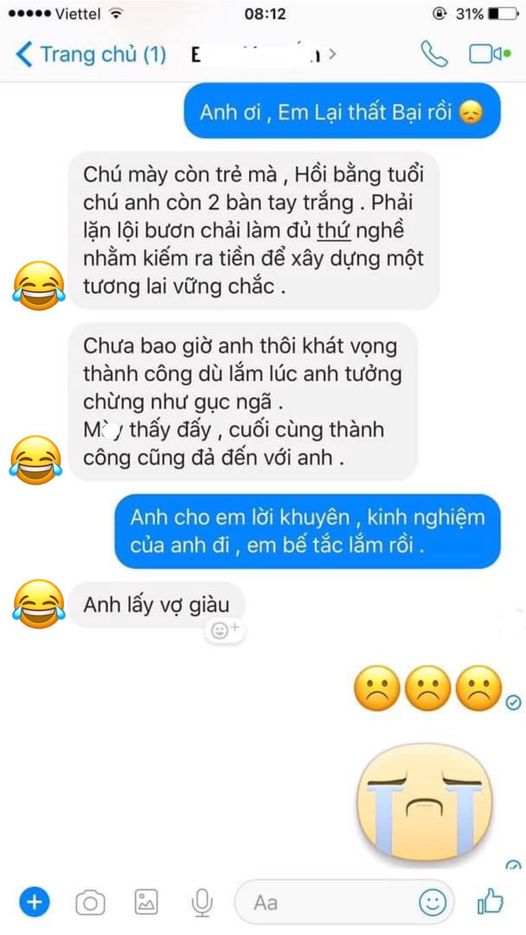 Viettel
08:12
31%
Trang chủ (1)
Anh ơi , Em Lại thất Bại rồi 😞
Chú mày còn trẻ mà , Hồi bằng tuổi
chú anh còn 2 bàn tay trắng . Phải
lặn lội bươn chải làm đủ thứ nghề
nhằm kiếm ra tiền để xây dựng một
tương lai vững chắc .
Chưa bao giờ anh thôi khát vọng
thành công dù lắm lúc anh tưởng
chừng như gục ngã .
thấy đấy , cuối cùng thành
công cũng đả đến với anh .
Anh cho em lời khuyên , kinh nghiệm
của anh đi , em bế tắc lắm rồi .
Anh lấy vợ giàu
Aa